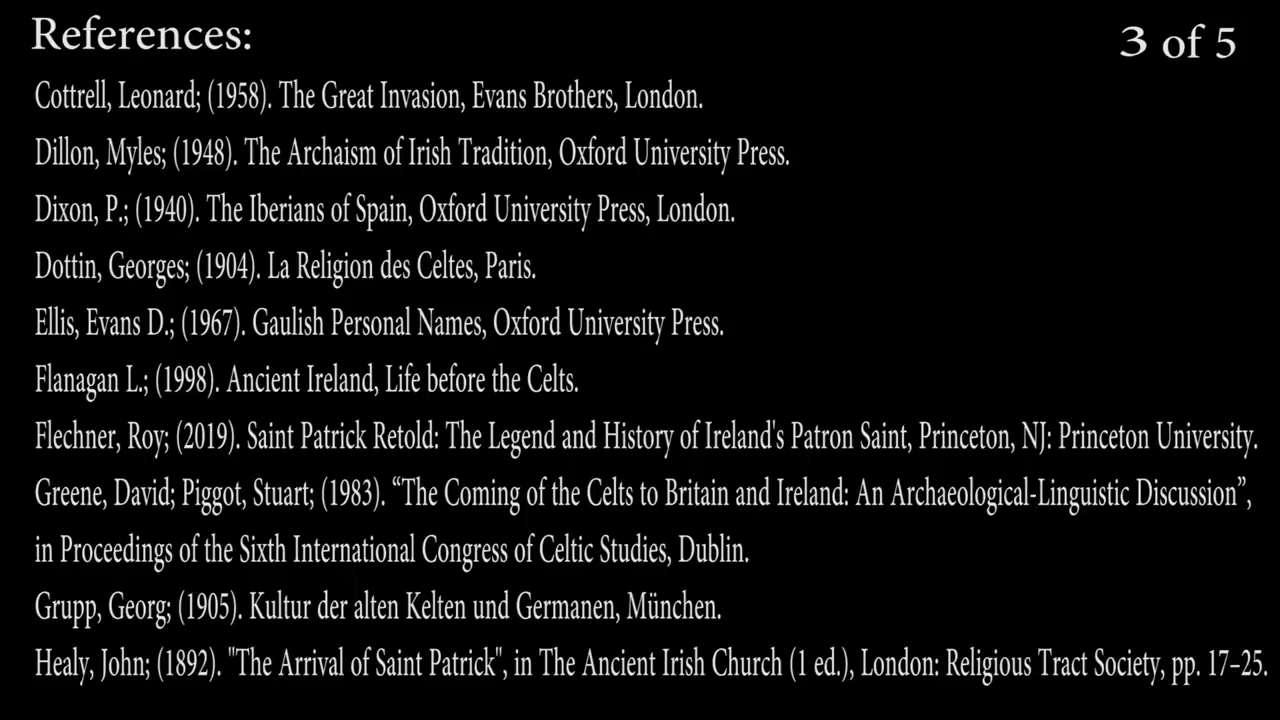 References:
3 of 5
Cottrell, Leonard; (1958). The Great Invasion, Evans Brothers, London.
Dillon, Myles; (1948). The Archaism of Irish Tradition, Oxford University Press.
Dixon, P.; (1940). The Iberians of Spain, Oxford University Press, London.
Dottin, Georges; (1904). La Religion des Celtes, Paris.
Ellis, Evans D.; (1967). Gaulish Personal Names, Oxford University Press.
Flanagan L.; (1998). Ancient Ireland, Life before the Celts.
Flechner, Roy; (2019). Saint Patrick Retold: The Legend and History of Ireland's Patron Saint, Princeton, NJ: Princeton University.
Greene, David; Piggot, Stuart; (1983). “The Coming of the Celts to Britain and Ireland: An Archaeological-Linguistic Discussion”,
in Proceedings of the Sixth International Congress of Celtic Studies, Dublin.
Grupp, Georg; (1905). Kultur der alten Kelten und Germanen, München.
Healy, John; (1892). "The Arrival of Saint Patrick", in The Ancient Irish Church (1 ed.), London: Religious Tract Society, pp. 17–25.